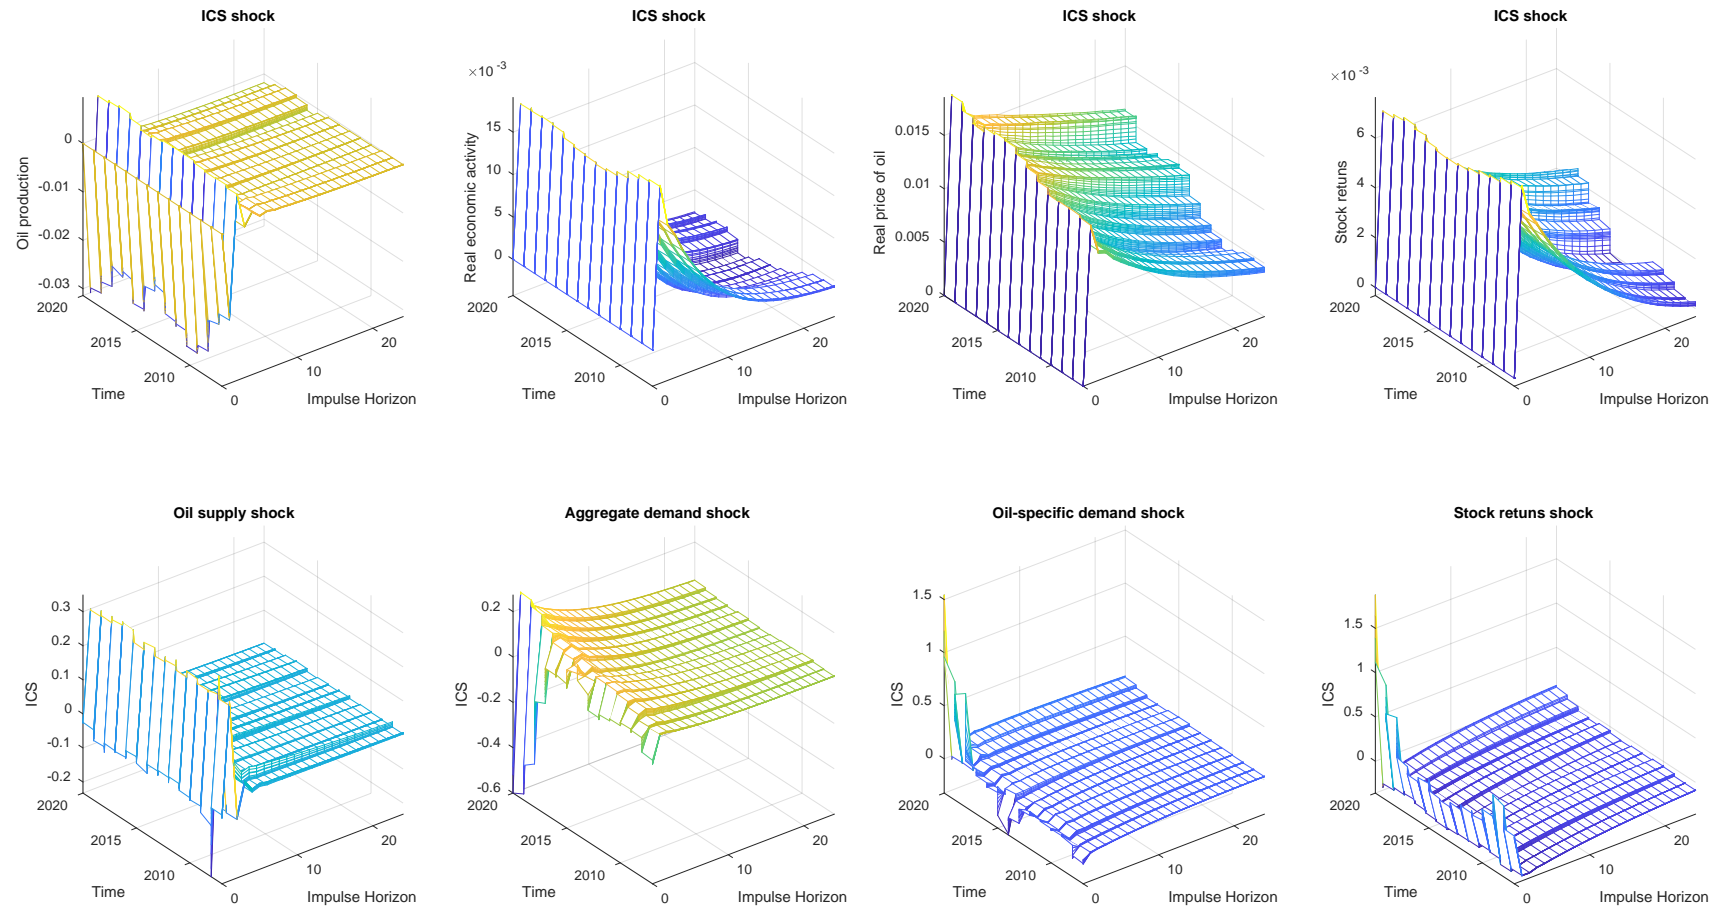 ICS shock
ICS shock
ICS shock
ICS shock
Oil production
0
-0.01
-0.02
-0.03
2020
2015
2010
Time
0
10
20
Impulse Horizon
×10 -3
Real economic activity
15
10
5
0
2020
2015
2010
Time
0
10
20
Impulse Horizon
Real price of oil
0.015
0.01
0.005
0
2020
2015
2010
Time
0
10
20
Impulse Horizon
×10 -3
Stock retuns
6
4
2
0
2020
2015
2010
Time
0
10
20
Impulse Horizon
Oil supply shock
Aggregate demand shock
Oil-specific demand shock
Stock retuns shock
ICS
0.3
0.2
0.1
0
-0.1
-0.2
2020
2015
2010
Time
0
10
20
Impulse Horizon
ICS
0.2
0
-0.2
-0.4
-0.6
2020
2015
2010
Time
0
10
20
Impulse Horizon
ICS
1.5
1
0.5
0
2020
2015
2010
Time
0
10
20
Impulse Horizon
ICS
1.5
1
0.5
0
2020
2015
2010
Time
0
10
20
Impulse Horizon